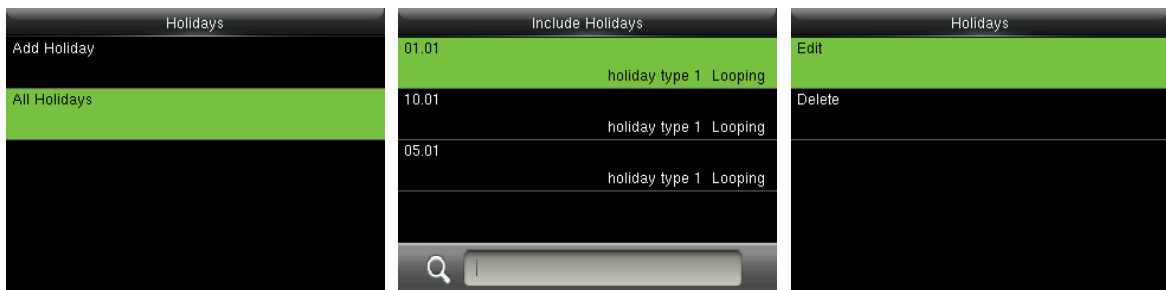 Holidays
Add Holiday
All Holidays
Include Holidays
01.01
holiday type 1 Looping
10.01
holiday type 1 Looping
05.01
holiday type 1 Looping
Holidays
Edit
Delete